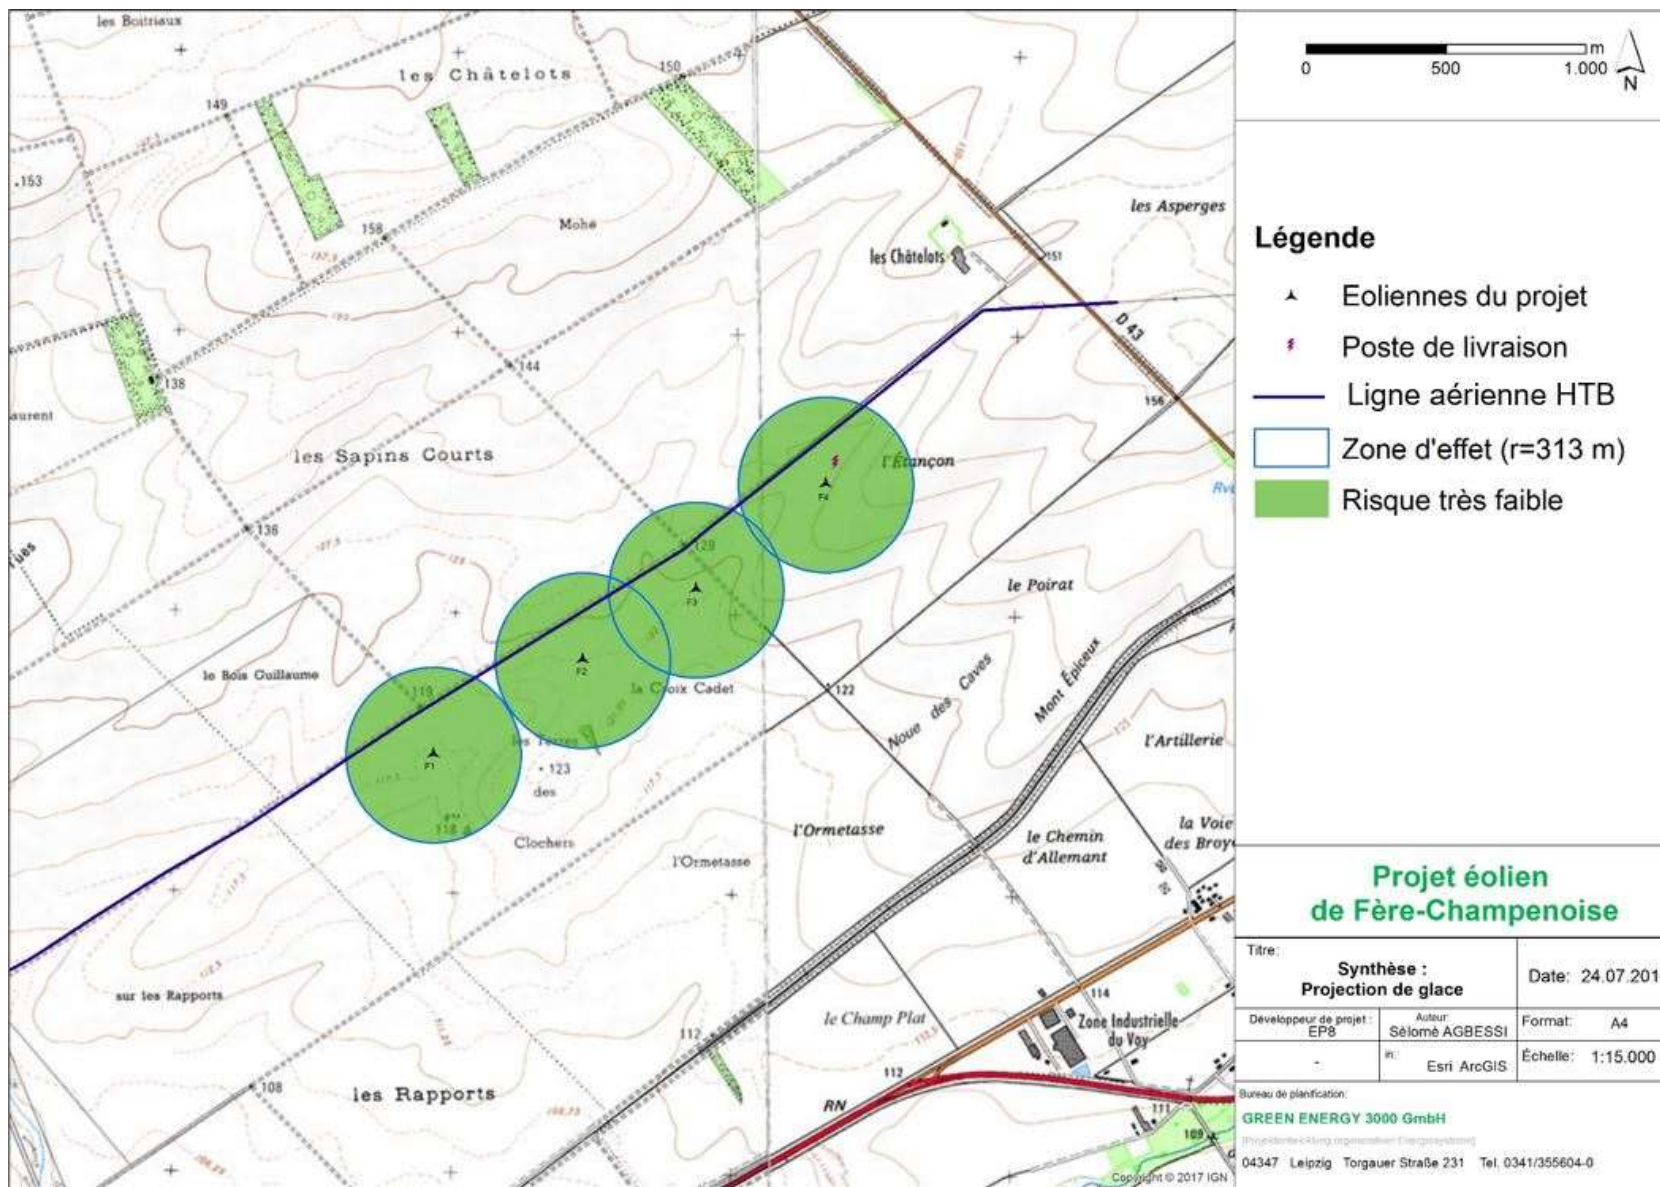 les Boitriaux
les Châtelots
150
149
.153
158
Mohé
les Asperges
les Châtelots
151
D 43
138
144
156
les Sapins Courts
l'Étançon
F4
136
129
F3
le Poirat
le Bois Guillaume
F2
la Croix Cadet
119
122
Noue des Caves
Mont Épiceux
125
F1
les Terres
123
des
Clochers
118
l'Artillerie
l'Ormetasse
l'Ormetasse
le Chemin
d'Allemant
la Voie
des Broye
sur les Rapports
114
le Champ Plat
Zone Industrielle
du Voy
112
112
108
les Rapports
RN
111
109
Copyright © 2017 IGN
m
0 500 1.000
N
Légende
Eoliennes du projet
Poste de livraison
Ligne aérienne HTB
Zone d'effet (r=313 m)
Risque très faible
Projet éolien
de Fère-Champenoise
Titre:
Synthèse :
Projection de glace
Date: 24.07.201
Développeur de projet :
EP8
Auteur:
Sèlomè AGBESSI
Format: A4
-
in:
Esri ArcGIS
Échelle: 1:15.000
Bureau de planification:
GREEN ENERGY 3000 GmbH
04347 Leipzig Torgauer Straße 231 Tel. 0341/355604-0